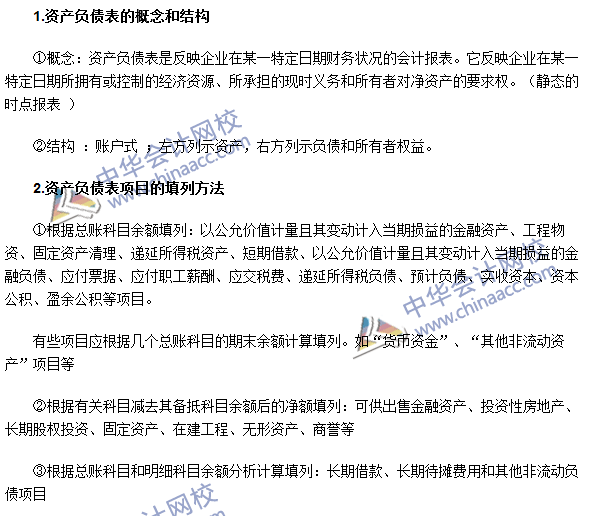 1.资产负债表的概念和结构
①概念：资产负债表是反映企业在某一特定日期财务状况的会计报表。它反映企业在某一
特定日期所拥有或控制的经济资源、所承担的现时义务和所有者对净资产的要求权。（静态的
时点报表 ）
②结构 ：账户式 ；左方列示资产，右方列示负债和所有者权益。
中华会计网校
www.chinaacc.com
2.资产负债表项目的填列方法
①根据总账科目余额填列：以公允价值计量且其变动计入当期损益的金融资产、工程物
资、固定资产清理、递延所得税资产、短期借款、以公允价值计量且其变动计入当期损益的金
融负债、应付票据、应付职工薪酬、应交税费、递延所得税负债、预计负债、实收资本、资本
公积、盈余公积等项目。
中华会计网校
www.chinaacc.com
有些项目应根据几个总账科目的期末余额计算填列。如“货币资金”、“其他非流动资
产”项目等
②根据有关科目减去其备抵科目余额后的净额填列：可供出售金融资产、投资性房地产、
长期股权投资、固定资产、在建工程、无形资产、商誉等
③根据总账科目和明细科目余额分析计算填列：长期借款、长期待摊费用和其他非流动负
债项目
中华会计网校